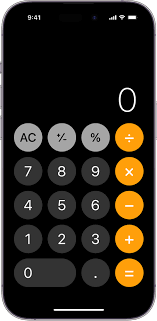 9:41
0
AC ⁺⁄₋ % ÷
7 8 9 ×
4 5 6 −
1 2 3 +
0 . =